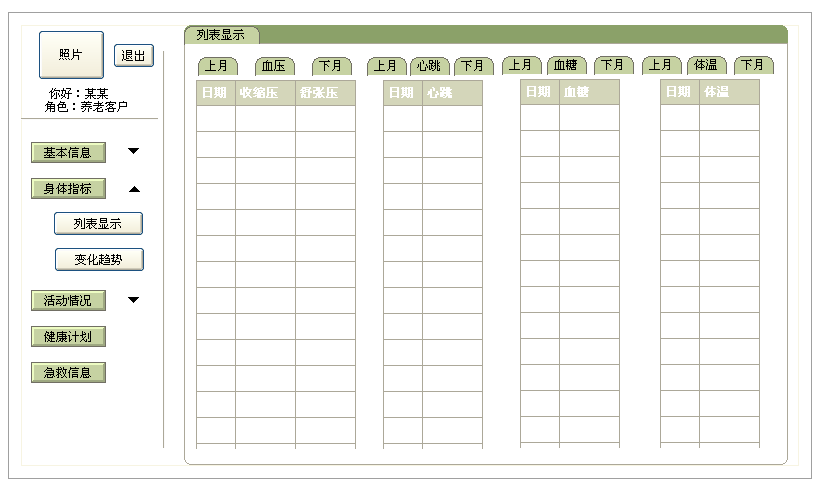 照片
退出
你好：某某
角色：养老客户
基本信息
身体指标
列表显示
变化趋势
活动情况
健康计划
急救信息
列表显示
上月 血压 下月 上月 心跳 下月 上月 血糖 下月 上月 体温 下月
日期 收缩压 舒张压 日期 心跳 日期 血糖 日期 体温